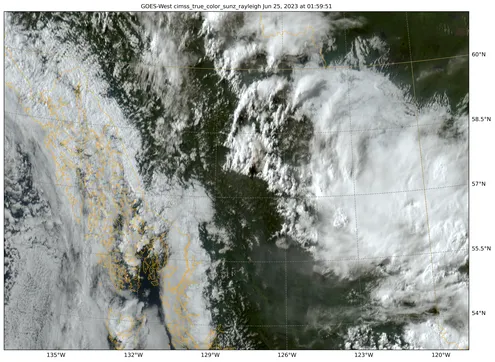 GOES-West cimss_true_color_sunz_rayleigh Jun 25, 2023 at 01:59:51
60°N
58.5°N
57°N
55.5°N
54°N
135°W
132°W
129°W
126°W
123°W
120°W